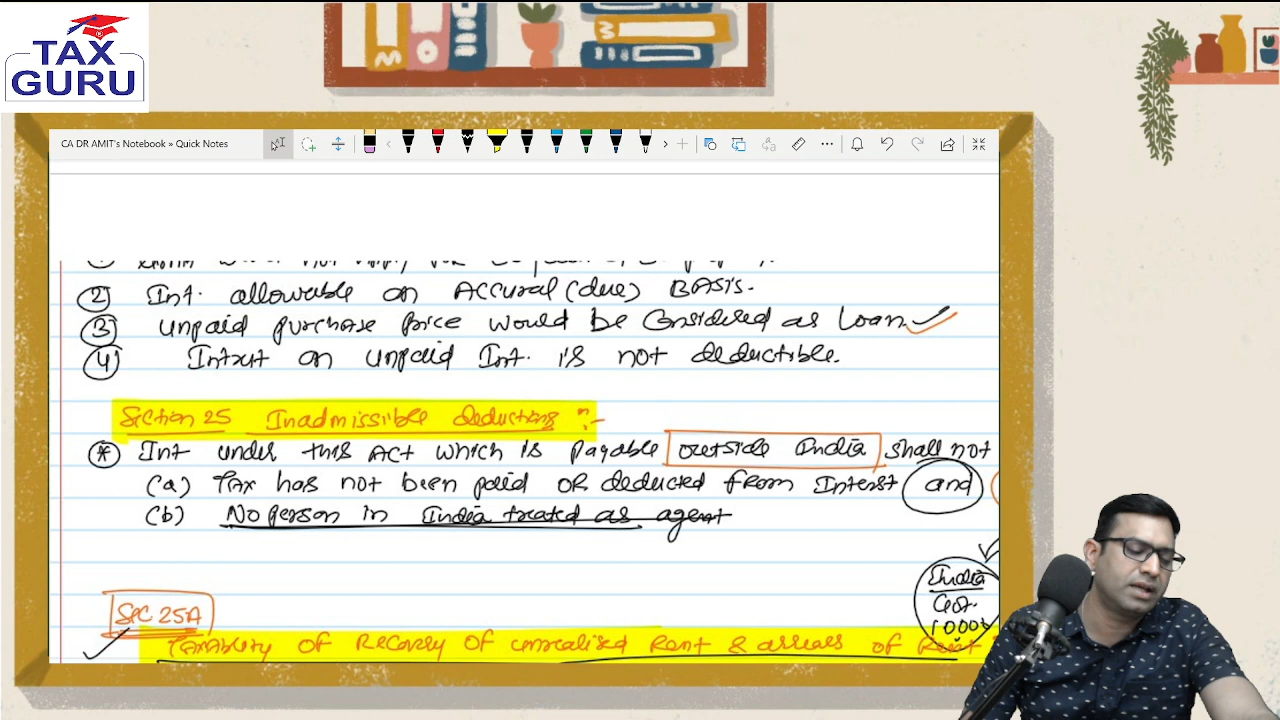 TAX
GURU
CA DR AMIT's Notebook » Quick Notes
② Int. allowable on Accural (due) BASIS.
③ unpaid purchase price would be Considered as loan.
④ on unpaid Int. is not deductible.
Section 25 Inadmissible deductions :-
Int under this Act which is payable outside India shall not
(a) Tax has not been paid OR deducted from and
(b) No person in India treated as agent
India
1000
Sec 25A
Taxability of Recovery of unrealised Rent & arrears of Rent